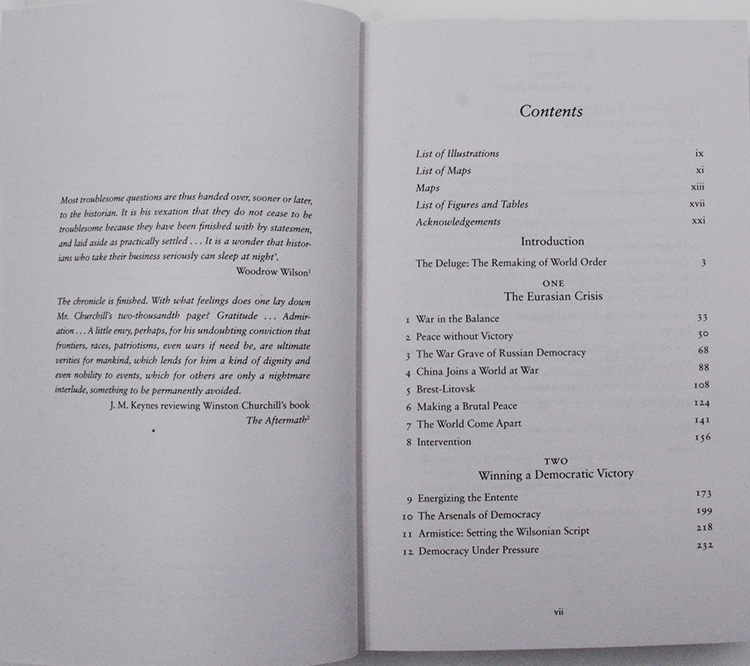 Most troublesome questions are thus handed over, sooner or later,
to the historian. It is his vexation that they do not cease to be
troublesome because they have been finished with by statesmen,
and laid aside as practically settled . . . It is a wonder that histor-
ians who take their business seriously can sleep at night'.
Woodrow Wilson¹
The chronicle is finished. With what feelings does one lay down
Mr. Churchill's two-thousandth page? Gratitude . . . Admir-
ation . . . A little envy, perhaps, for his undoubting conviction that
frontiers, races, patriotisms, even wars if need be, are ultimate
verities for mankind, which lends for him a kind of dignity and
even nobility to events, which for others are only a nightmare
interlude, something to be permanently avoided.
J. M. Keynes reviewing Winston Churchill's book
The Aftermath²
Contents
List of Illustrations ix
List of Maps xi
Maps xiii
List of Figures and Tables xvii
Acknowledgements xxi
Introduction
The Deluge: The Remaking of World Order 3
ONE
The Eurasian Crisis
1 War in the Balance 33
2 Peace without Victory 50
3 The War Grave of Russian Democracy 68
4 China Joins a World at War 88
5 Brest-Litovsk 108
6 Making a Brutal Peace 124
7 The World Come Apart 141
8 Intervention 156
TWO
Winning a Democratic Victory
9 Energizing the Entente 173
10 The Arsenals of Democracy 199
11 Armistice: Setting the Wilsonian Script 218
12 Democracy Under Pressure 232
vii